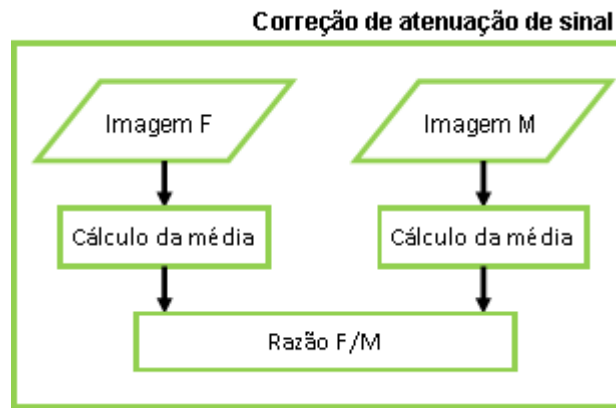 Correção de atenuação de sinal
Imagem F
Imagem M
Cálculo da média
Cálculo da média
Razão F/M